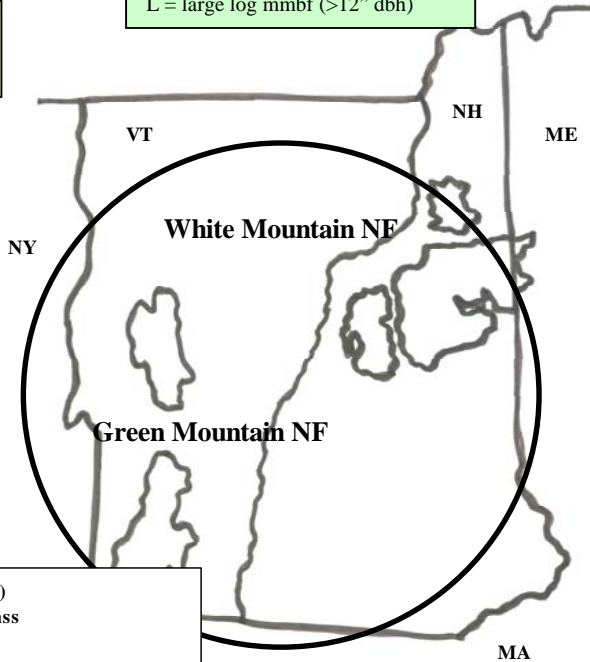 L = large log mmbf (>12” dbh)
NH
VT
ME
White Mountain NF
NY
Green Mountain NF
)
ss
MA